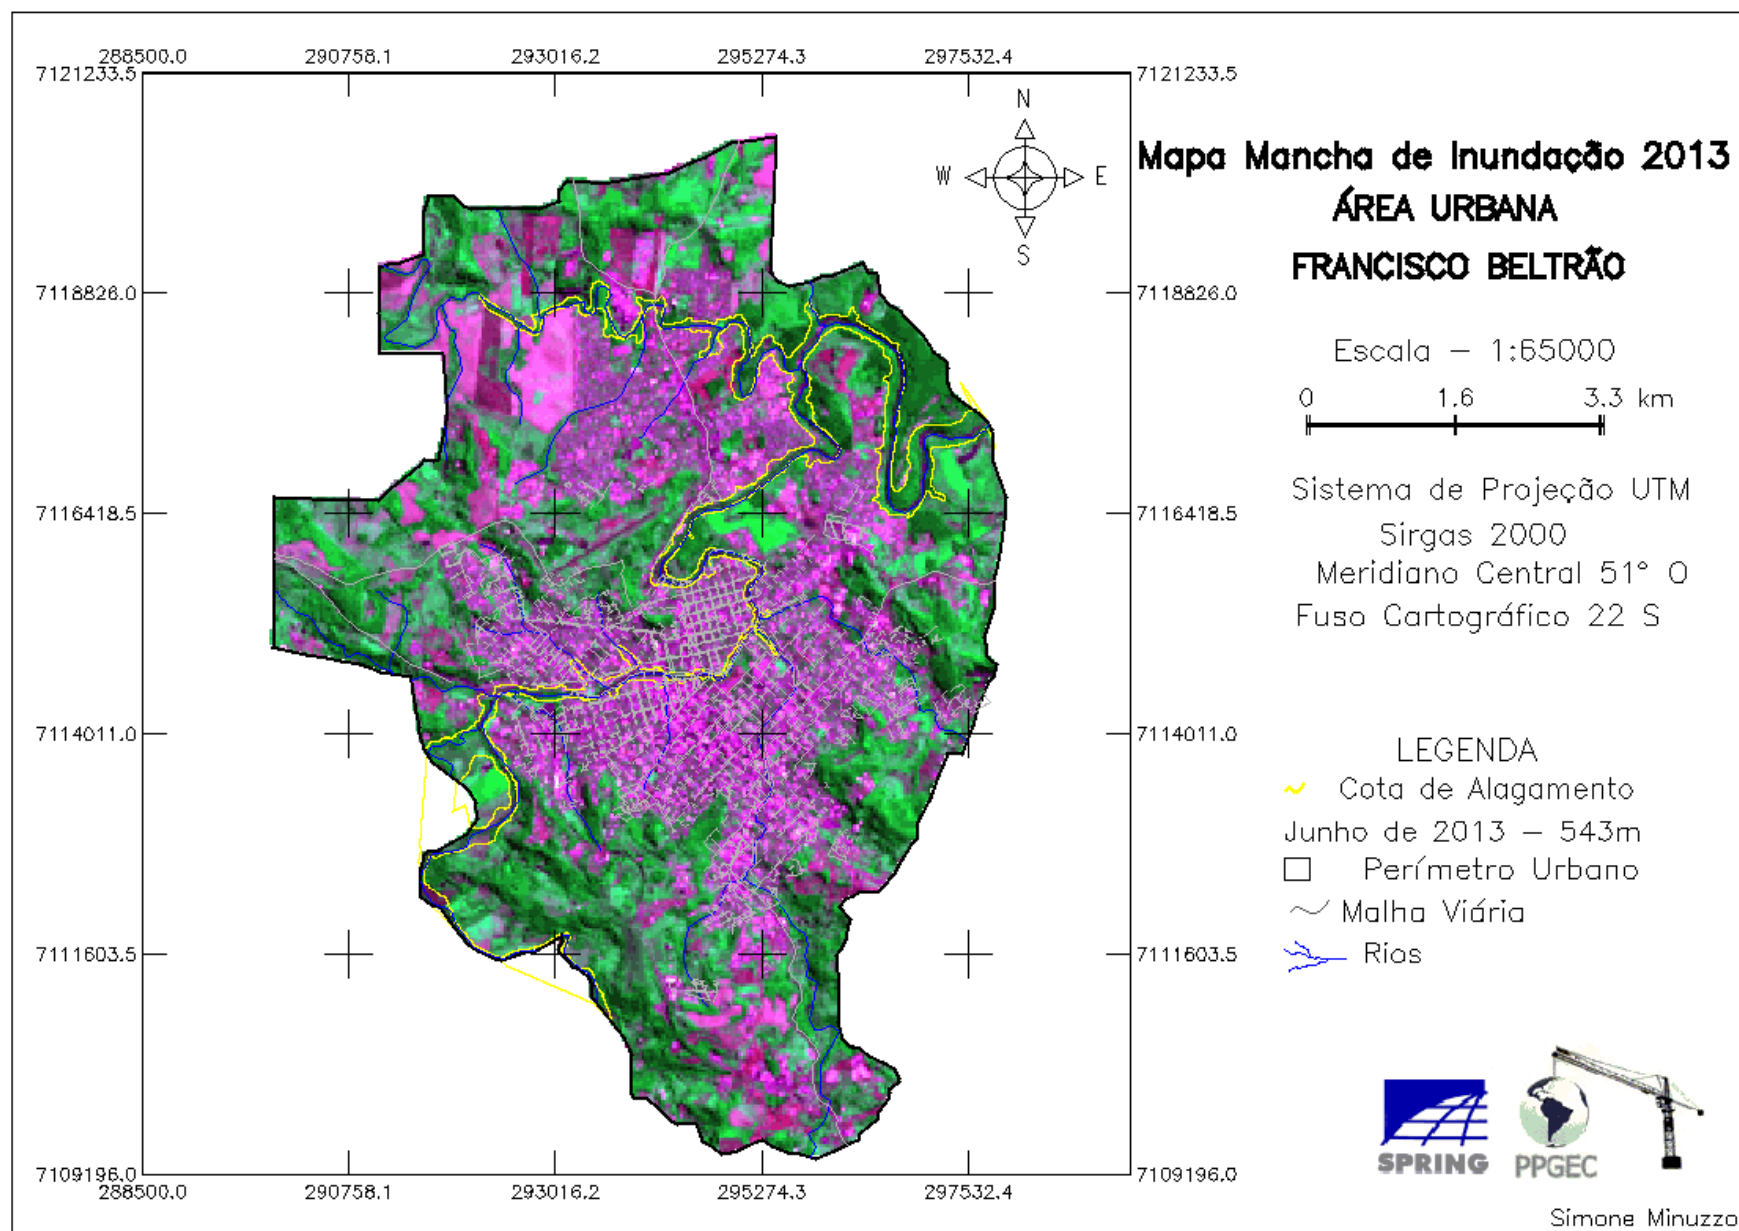 288500.0 290758.1 293016.2 295274.3 297532.4
7121233.5 7121233.5
N
W E
S
Mapa Mancha de Inundação 2013
ÁREA URBANA
FRANCISCO BELTRÃO
7118826.0 7118826.0
Escala – 1:65000
0 1.6 3.3 km
7116418.5 7116418.5
Sistema de Projeção UTM
Sirgas 2000
Meridiano Central 51° O
Fuso Cartográfico 22 S
7114011.0 7114011.0
LEGENDA
Cota de Alagamento
Junho de 2013 – 543m
Perímetro Urbano
Malha Viária
Rios
7111603.5 7111603.5
SPRING
PPGEC
7109196.0 7109196.0
288500.0 290758.1 293016.2 295274.3 297532.4
Simone Minuzzo